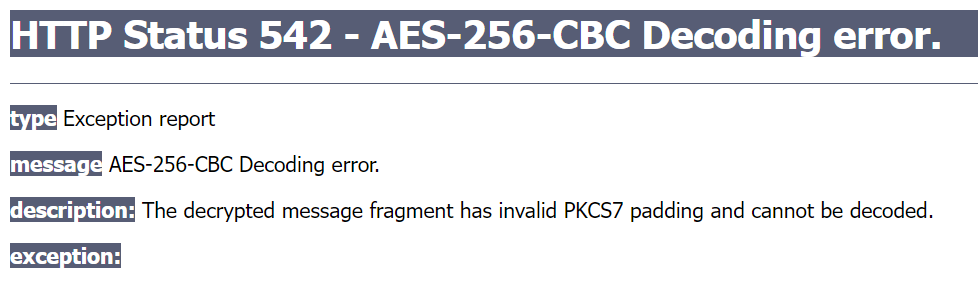 HTTP Status 542 - AES-256-CBC Decoding error.
type Exception report
message AES-256-CBC Decoding error.
description: The decrypted message fragment has invalid PKCS7 padding and cannot be decoded.
exception: